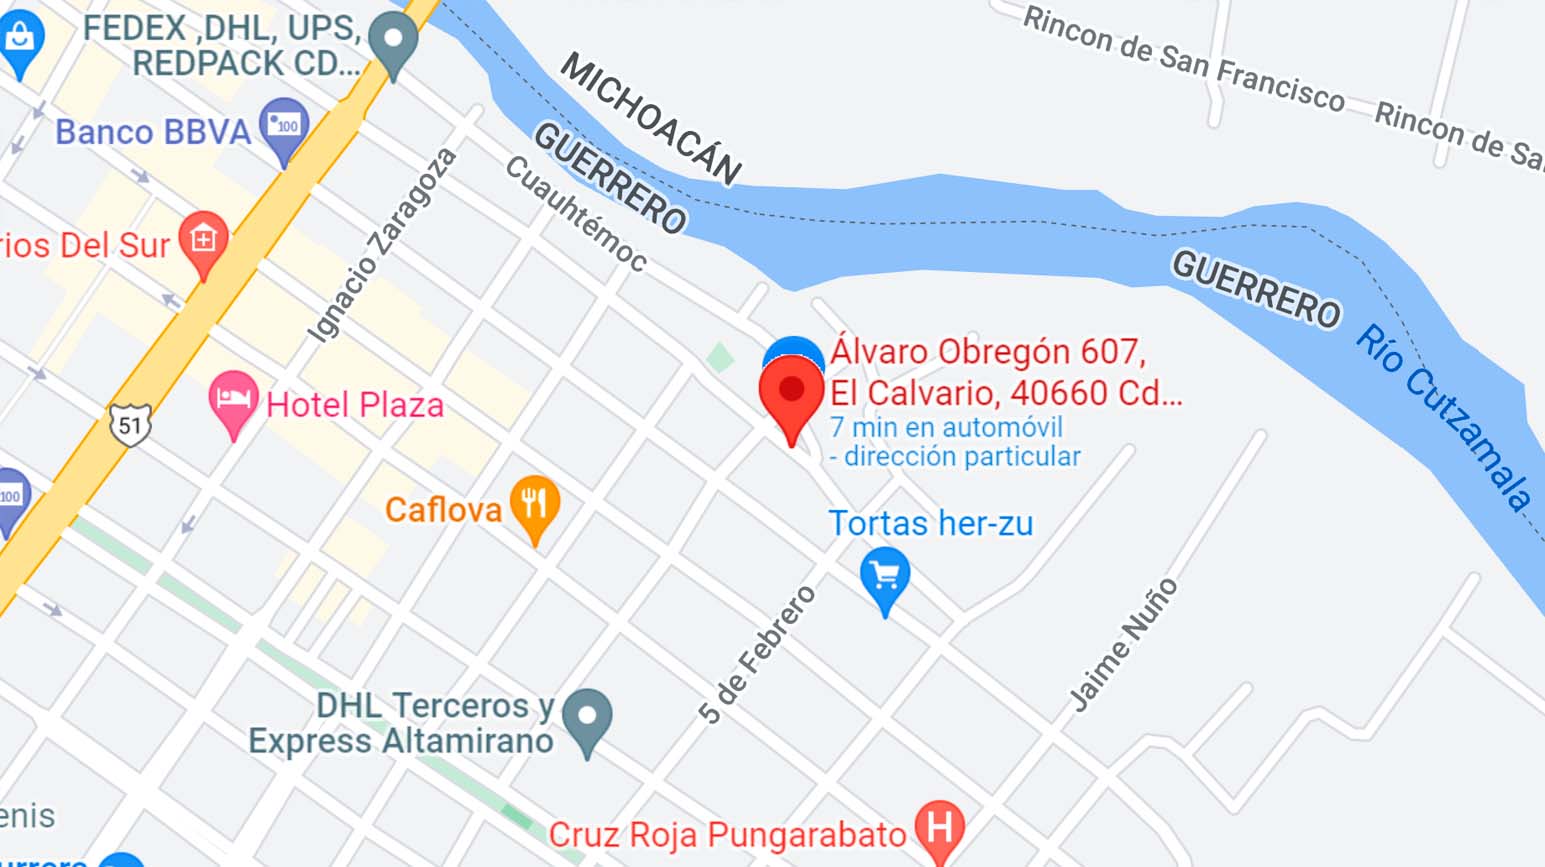 FEDEX ,DHL, UPS,
REDPACK CD...
Rincon de San Francisco
Rincon de Sa
MICHOACÁN
GUERRERO
Banco BBVA
100
Cuauhtémoc
Ignacio Zaragoza
rios Del Sur
GUERRERO
Río Cutzamala
Álvaro Obregón 607,
El Calvario, 40660 Cd...
7 min en automóvil
- dirección particular
Hotel Plaza
51
100
Caflova
Tortas her-zu
5 de Febrero
Jaime Nuño
DHL Terceros y
Express Altamirano
enis
Cruz Roja Pungarabato
H
urrera